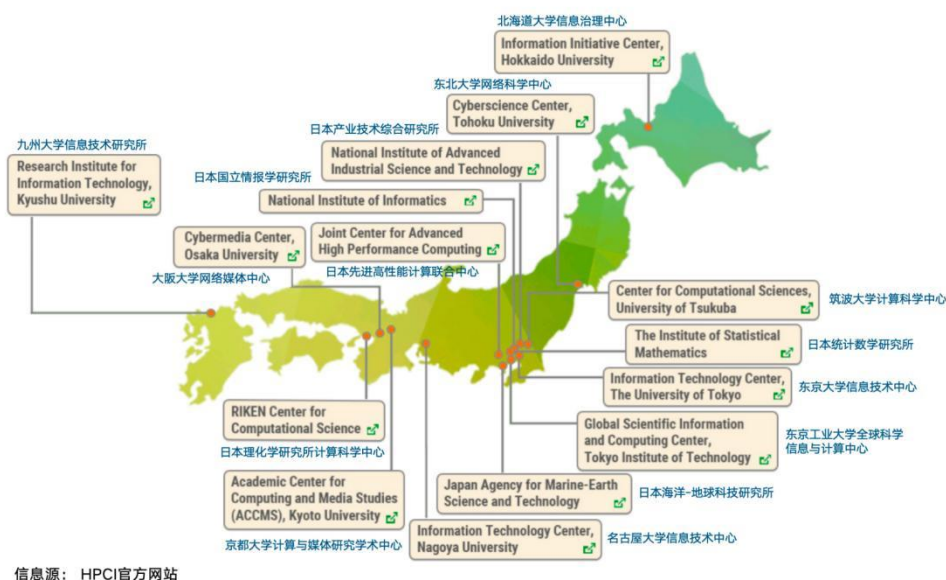 北海道大学信息治理中心
Information Initiative Center,
Hokkaido University
东北大学网络科学中心
Cyberscience Center,
Tohoku University
日本产业技术综合研究所
National Institute of Advanced
Industrial Science and Technology
九州大学信息技术研究所
Research Institute for
Information Technology,
Kyushu University
日本国立情报学研究所
National Institute of Informatics
Cybermedia Center,
Osaka University
大阪大学网络媒体中心
Joint Center for Advanced
High Performance Computing
日本先进高性能计算联合中心
Center for Computational Sciences,
University of Tsukuba
筑波大学计算科学中心
The Institute of Statistical
Mathematics
日本统计数学研究所
Information Technology Center,
The University of Tokyo
东京大学信息技术中心
RIKEN Center for
Computational Science
日本理化学研究所计算科学中心
Global Scientific Information
and Computing Center,
Tokyo Institute of Technology
东京工业大学全球科学
信息与计算中心
Academic Center for
Computing and Media Studies
(ACCMS), Kyoto University
京都大学计算与媒体研究学术中心
Japan Agency for Marine-Earth
Science and Technology
日本海洋-地球科技研究所
Information Technology Center,
Nagoya University
名古屋大学信息技术中心
信息源： HPCI官方网站